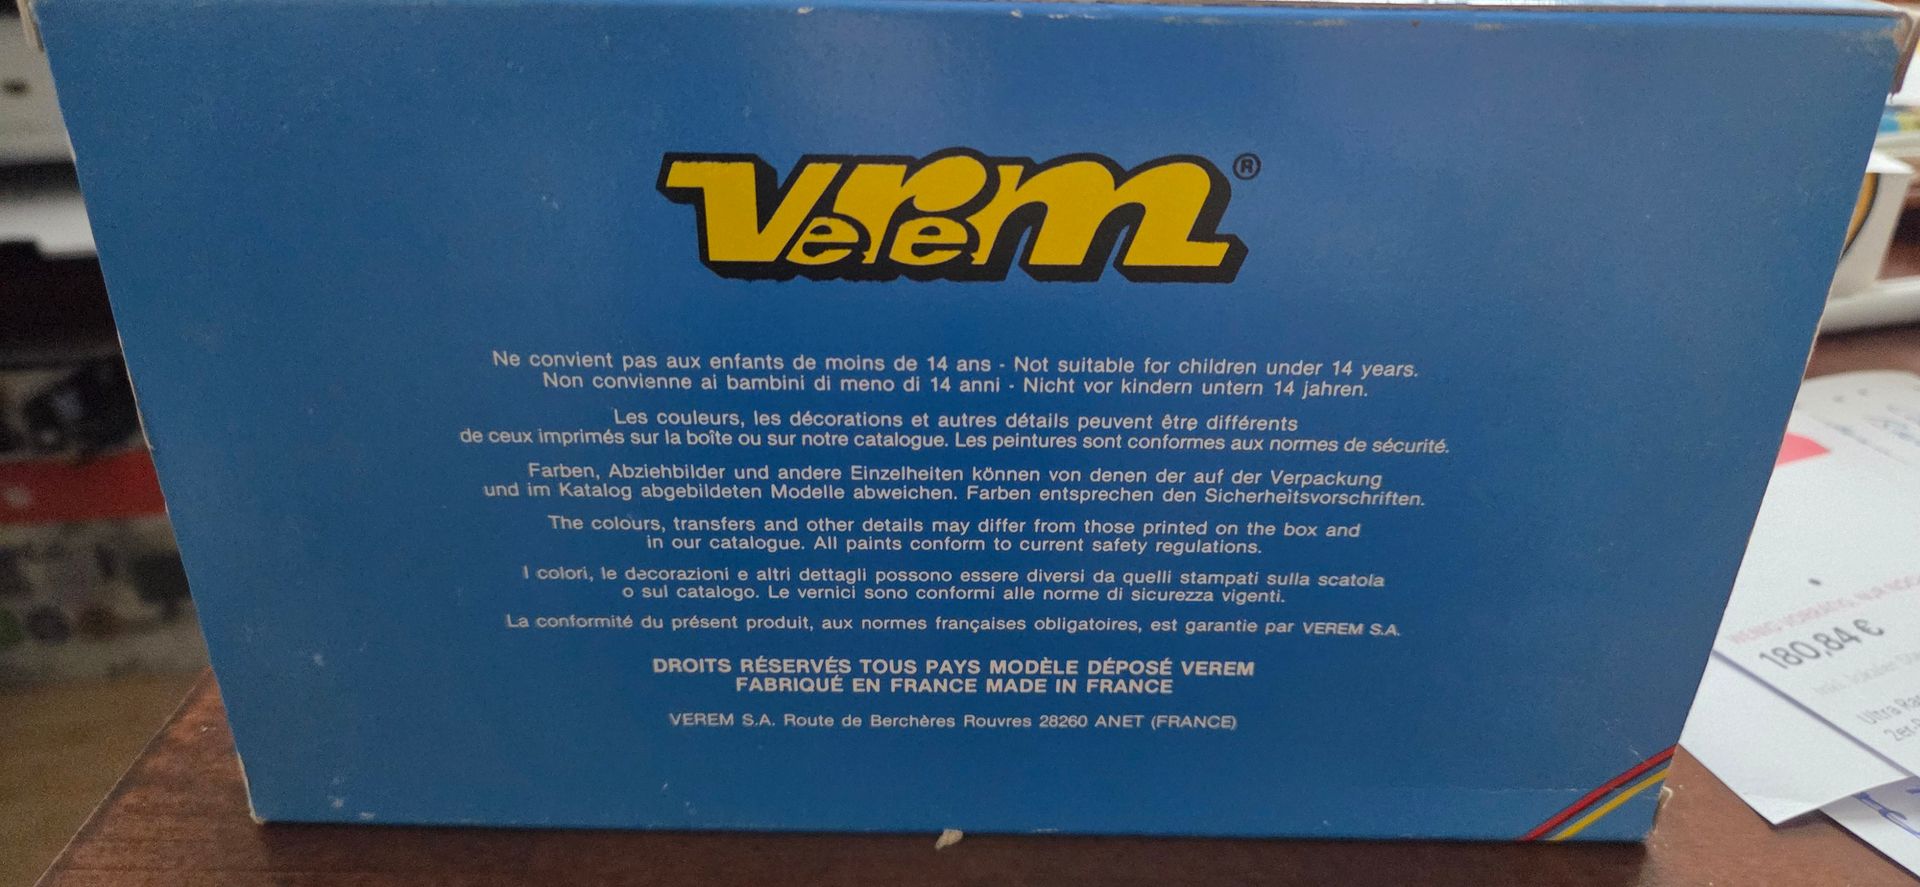 Verem ®
Ne convient pas aux enfants de moins de 14 ans - Not suitable for children under 14 years.
Non convienne ai bambini di meno di 14 anni - Nicht vor kindern untern 14 jahren.
Les couleurs, les décorations et autres détails peuvent être différents
de ceux imprimés sur la boîte ou sur notre catalogue. Les peintures sont conformes aux normes de sécurité.
Farben, Abziehbilder und andere Einzelheiten können von denen der auf der Verpackung
und im Katalog abgebildeten Modelle abweichen. Farben entsprechen den Sicherheitsvorschriften.
The colours, transfers and other details may differ from those printed on the box and
in our catalogue. All paints conform to current safety regulations.
I colori, le decorazioni e altri dettagli possono essere diversi da quelli stampati sulla scatola
o sul catalogo. Le vernici sono conformi alle norme di sicurezza vigenti.
La conformité du présent produit, aux normes françaises obligatoires, est garantie par VEREM S.A.
DROITS RÉSERVÉS TOUS PAYS MODÈLE DÉPOSÉ VEREM
FABRIQUÉ EN FRANCE MADE IN FRANCE
VEREM S.A. Route de Berchères Rouvres 28260 ANET (FRANCE)
180,84 €
Ultra